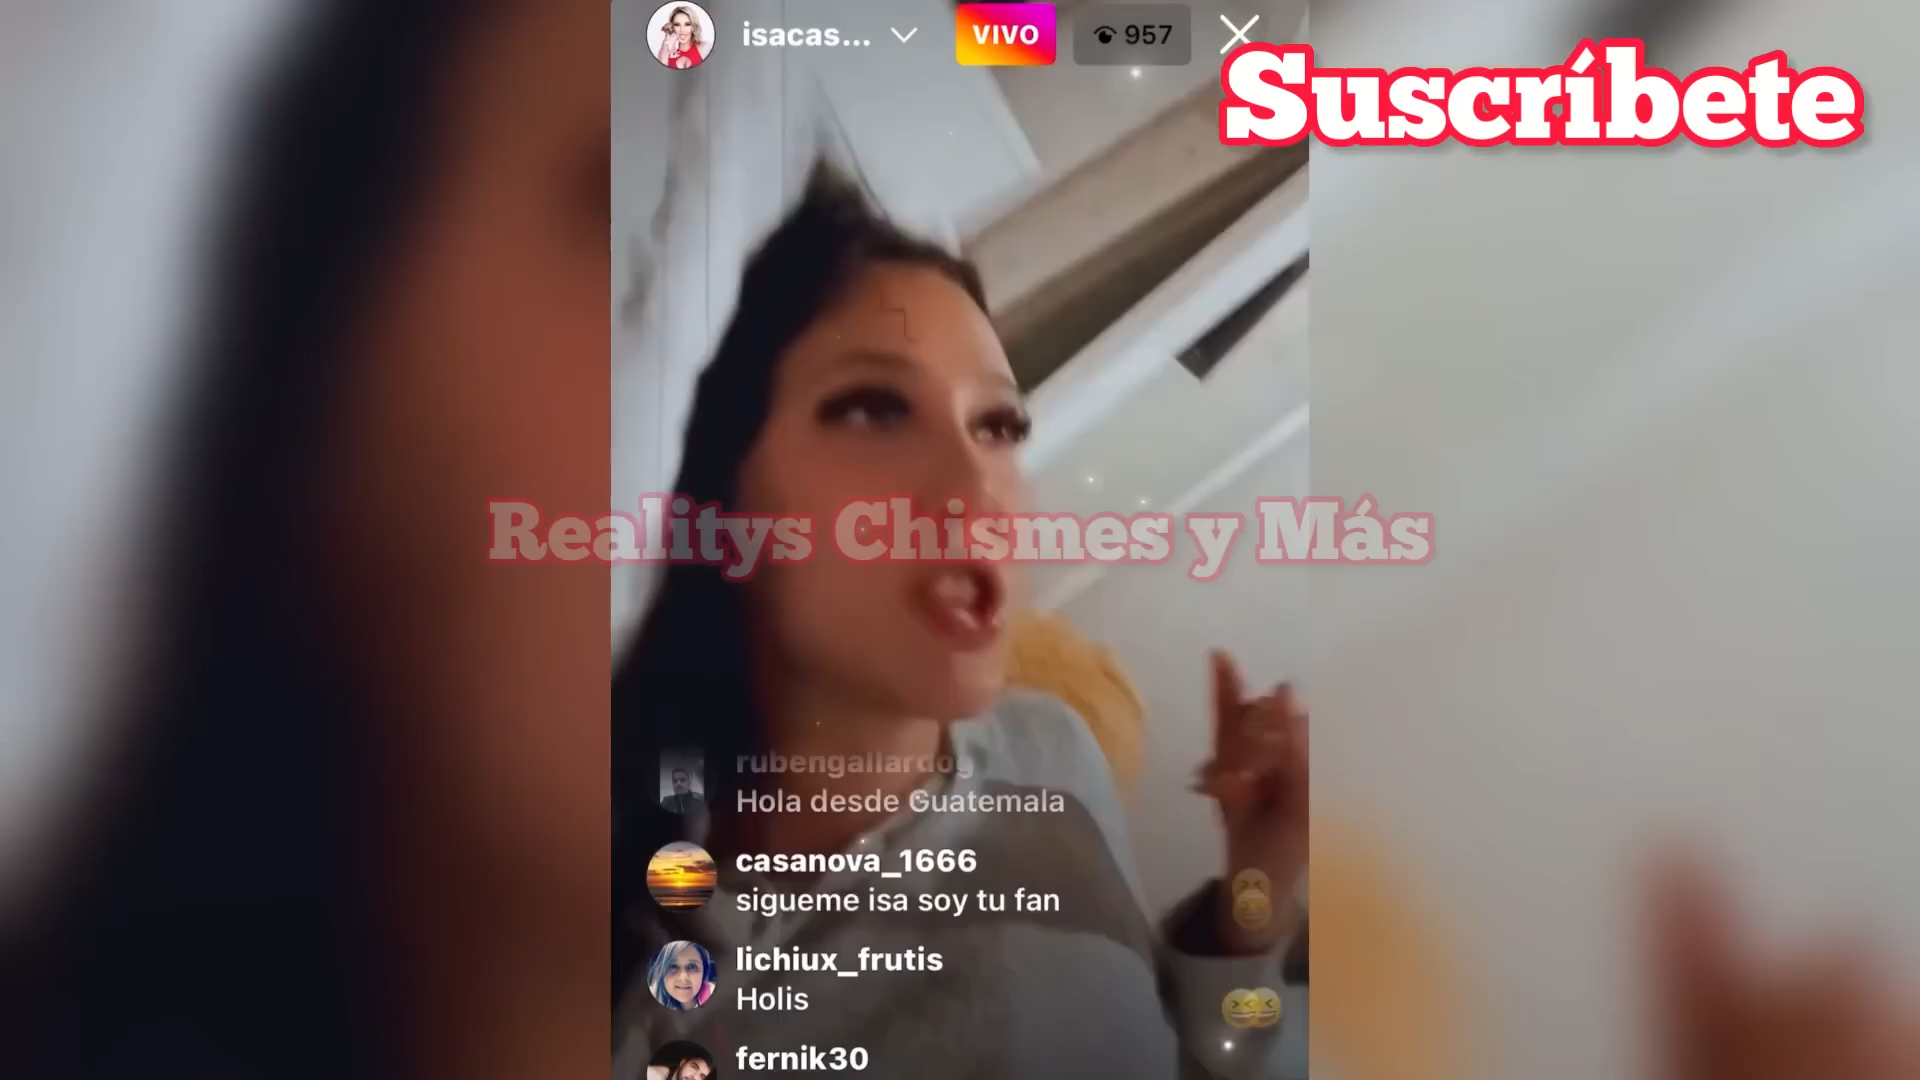 isacas...
VIVO
957
Suscríbete
Realitys Chismes y Más
rubengallardog
Hola desde Guatemala
casanova_1666
sigueme isa soy tu fan
lichiux_frutis
Holis
fernik30